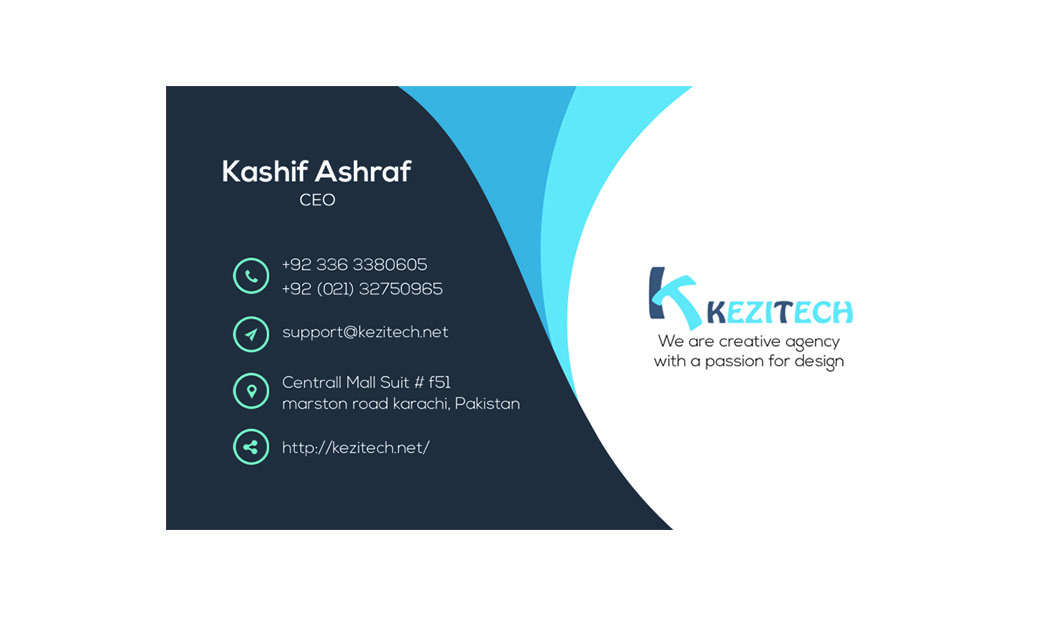 Kashif Ashraf
CEO
+92 336 3380605
+92 (021) 32750965
support@kezitech.net
Centrall Mall Suit # f51
marston road karachi, Pakistan
http://kezitech.net/
KEZITECH
We are creative agency
with a passion for design